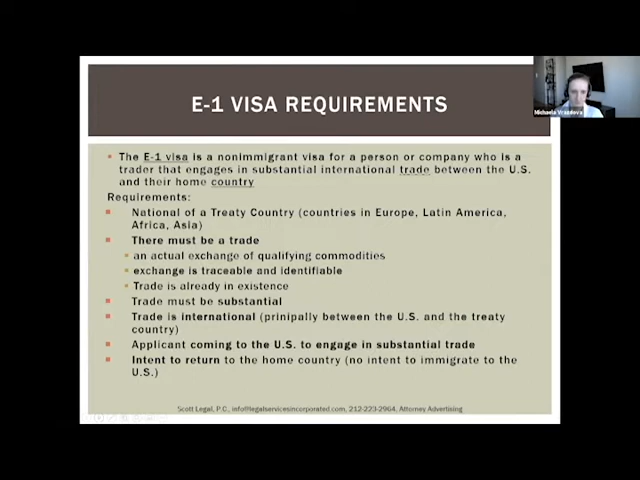 E-1 VISA REQUIREMENTS
Michaela Vrazdova
The E-1 visa is a nonimmigrant visa for a person or company who is a
trader that engages in substantial international trade between the U.S.
and their home country
Requirements:
National of a Treaty Country (countries in Europe, Latin America,
Africa, Asia)
There must be a trade
an actual exchange of qualifying commodities
exchange is traceable and identifiable
Trade is already in existence
Trade must be substantial
Trade is international (prinipally between the U.S. and the treaty
country)
Applicant coming to the U.S. to engage in substantial trade
Intent to return to the home country (no intent to immigrate to the
U.S.)
Scott Legal, P.C., info@legalservicesincorporated.com, 212-223-2964, Attorney Advertising